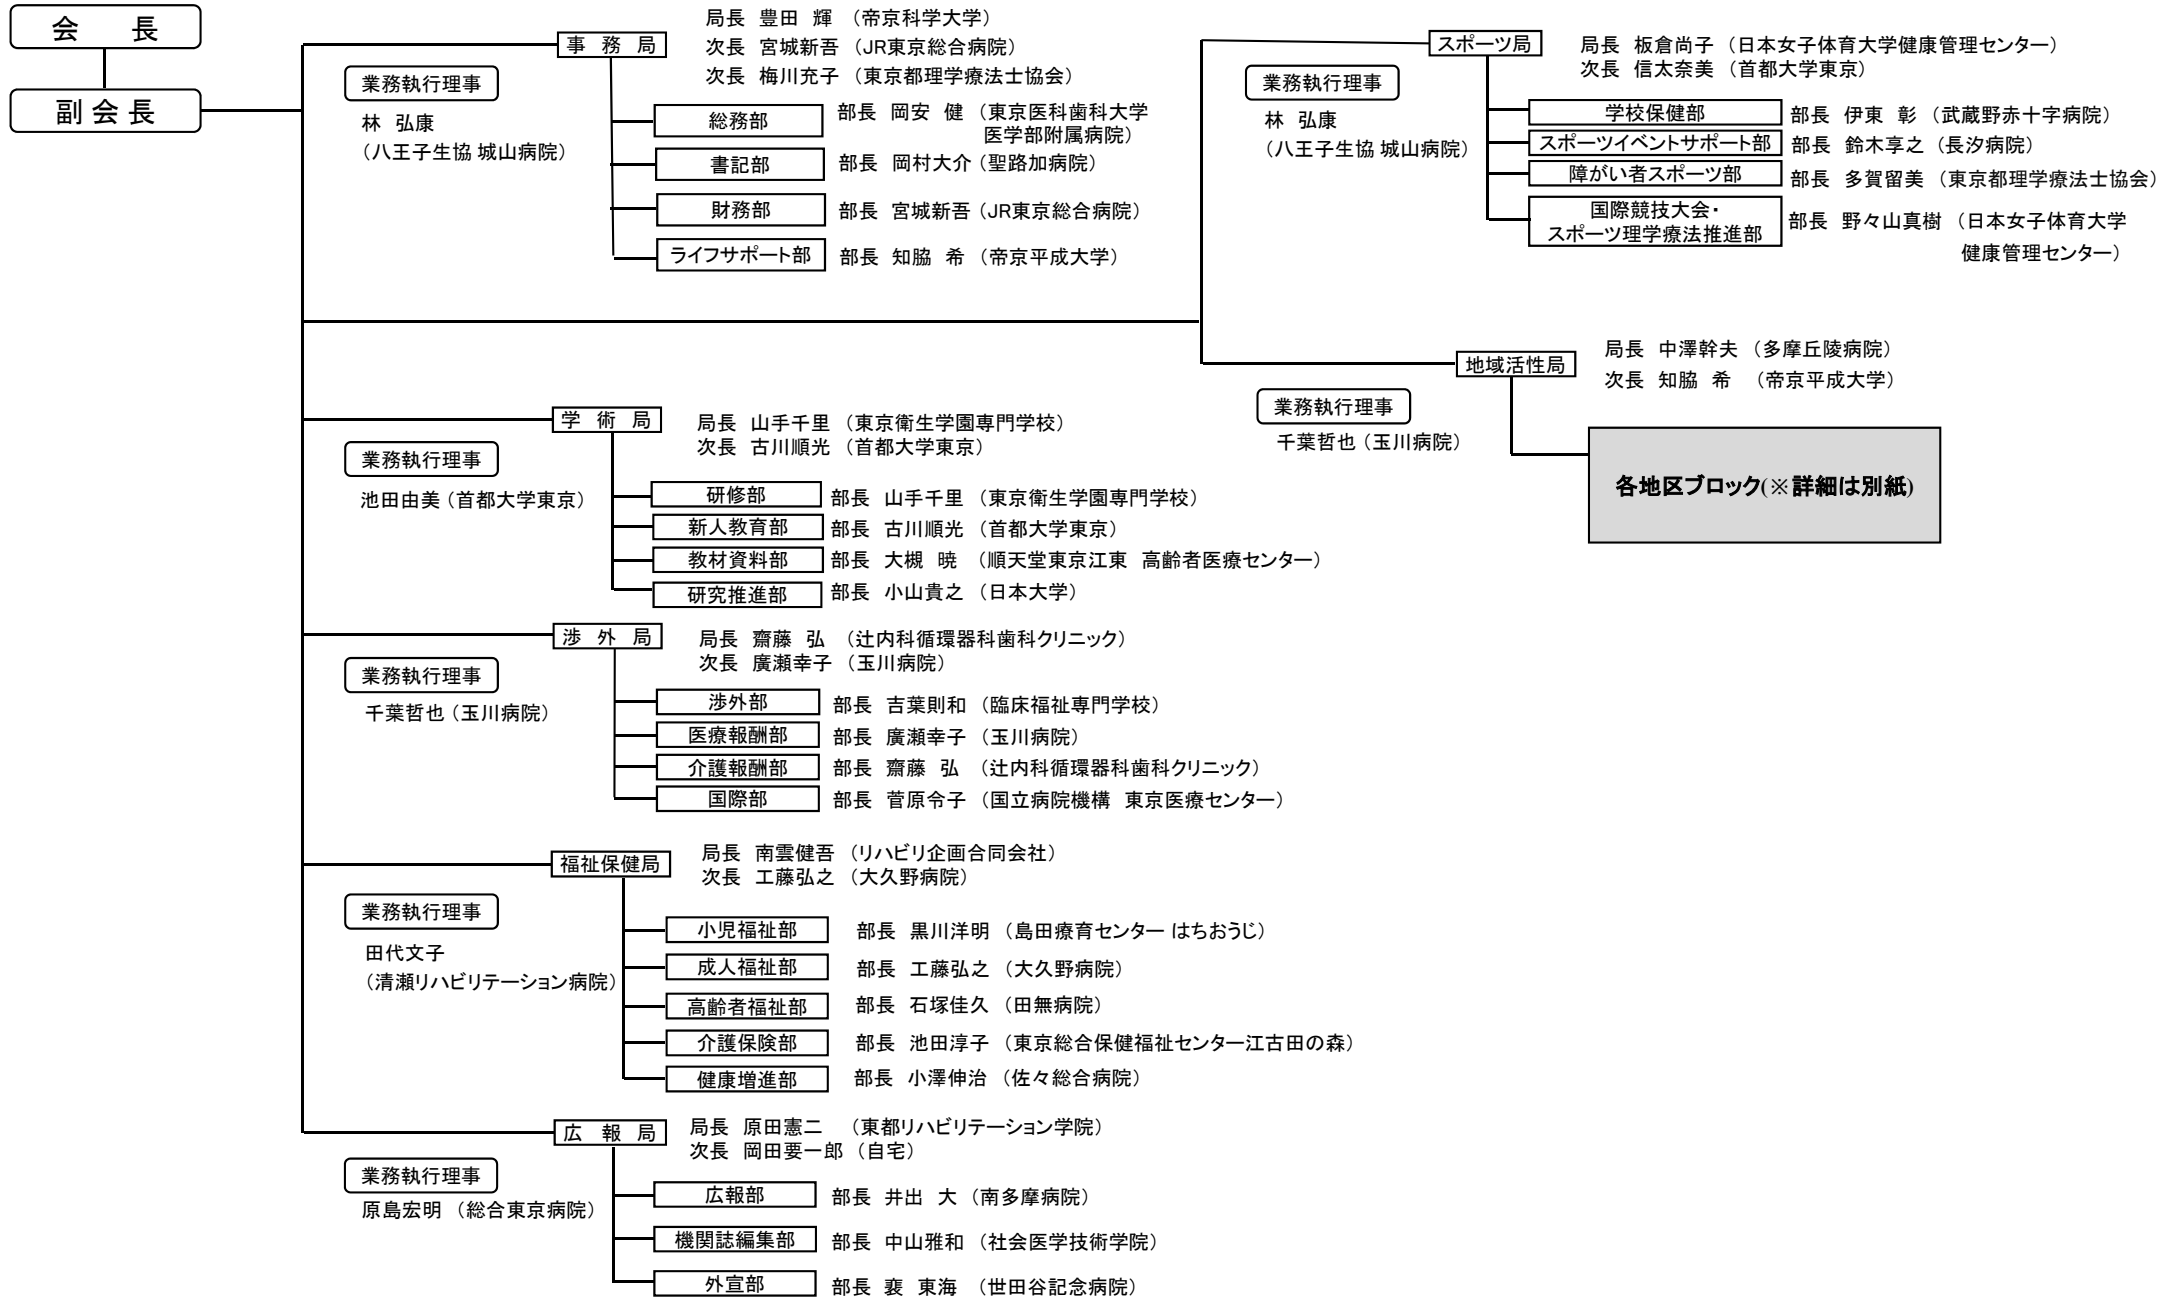 会　長
副会長
事務局
局長 豊田 輝 （帝京科学大学）
次長 宮城新吾 （JR東京総合病院）
次長 梅川充子 （東京都理学療法士協会）
業務執行理事
林 弘康
（八王子生協 城山病院）
総務部
部長 岡安 健 （東京医科歯科大学
医学部附属病院）
書記部
部長 岡村大介 （聖路加病院）
財務部
部長 宮城新吾 （JR東京総合病院）
ライフサポート部
部長 知脇 希 （帝京平成大学）
スポーツ局
局長 板倉尚子 （日本女子体育大学健康管理センター）
次長 信太奈美 （首都大学東京）
業務執行理事
林 弘康
（八王子生協 城山病院）
学校保健部
部長 伊東 彰 （武蔵野赤十字病院）
スポーツイベントサポート部
部長 鈴木享之 （長汐病院）
障がい者スポーツ部
部長 多賀留美 （東京都理学療法士協会）
国際競技大会・
スポーツ理学療法推進部
部長 野々山真樹 （日本女子体育大学
健康管理センター）
地域活性局
局長 中澤幹夫 （多摩丘陵病院）
次長 知脇 希 （帝京平成大学）
業務執行理事
千葉哲也 （玉川病院）
各地区ブロック(※詳細は別紙)
学術局
局長 山手千里 （東京衛生学園専門学校）
次長 古川順光 （首都大学東京）
業務執行理事
池田由美 （首都大学東京）
研修部
部長 山手千里 （東京衛生学園専門学校）
新人教育部
部長 古川順光 （首都大学東京）
教材資料部
部長 大槻 暁 （順天堂東京江東 高齢者医療センター）
研究推進部
部長 小山貴之 （日本大学）
渉外局
局長 齋藤 弘 （辻内科循環器科歯科クリニック）
次長 廣瀬幸子 （玉川病院）
業務執行理事
千葉哲也 （玉川病院）
渉外部
部長 吉葉則和 （臨床福祉専門学校）
医療報酬部
部長 廣瀬幸子 （玉川病院）
介護報酬部
部長 齋藤 弘 （辻内科循環器科歯科クリニック）
国際部
部長 菅原令子 （国立病院機構 東京医療センター）
福祉保健局
局長 南雲健吾 （リハビリ企画合同会社）
次長 工藤弘之 （大久野病院）
業務執行理事
田代文子
（清瀬リハビリテーション病院）
小児福祉部
部長 黒川洋明 （島田療育センター はちおうじ）
成人福祉部
部長 工藤弘之 （大久野病院）
高齢者福祉部
部長 石塚佳久 （田無病院）
介護保険部
部長 池田淳子 （東京総合保健福祉センター江古田の森）
健康増進部
部長 小澤伸治 （佐々総合病院）
広報局
局長 原田憲二 （東都リハビリテーション学院）
次長 岡田要一郎 （自宅）
業務執行理事
原島宏明 （総合東京病院）
広報部
部長 井出 大 （南多摩病院）
機関誌編集部
部長 中山雅和 （社会医学技術学院）
外宣部
部長 裵 東海 （世田谷記念病院）